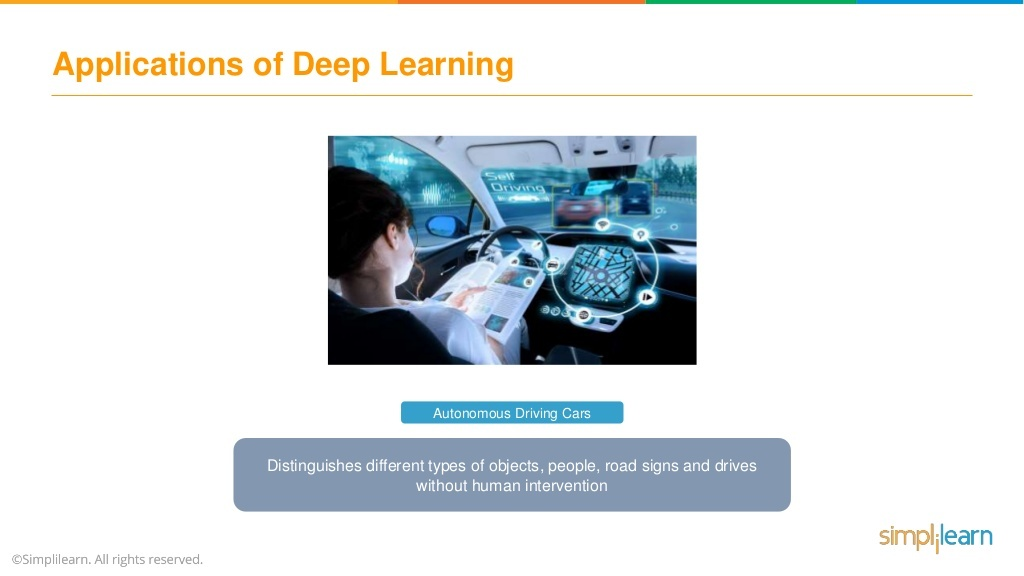 Applications of Deep Learning
Self
Driving
Autonomous Driving Cars
Distinguishes different types of objects, people, road signs and drives
without human intervention
simplilearn
©Simplilearn. All rights reserved.